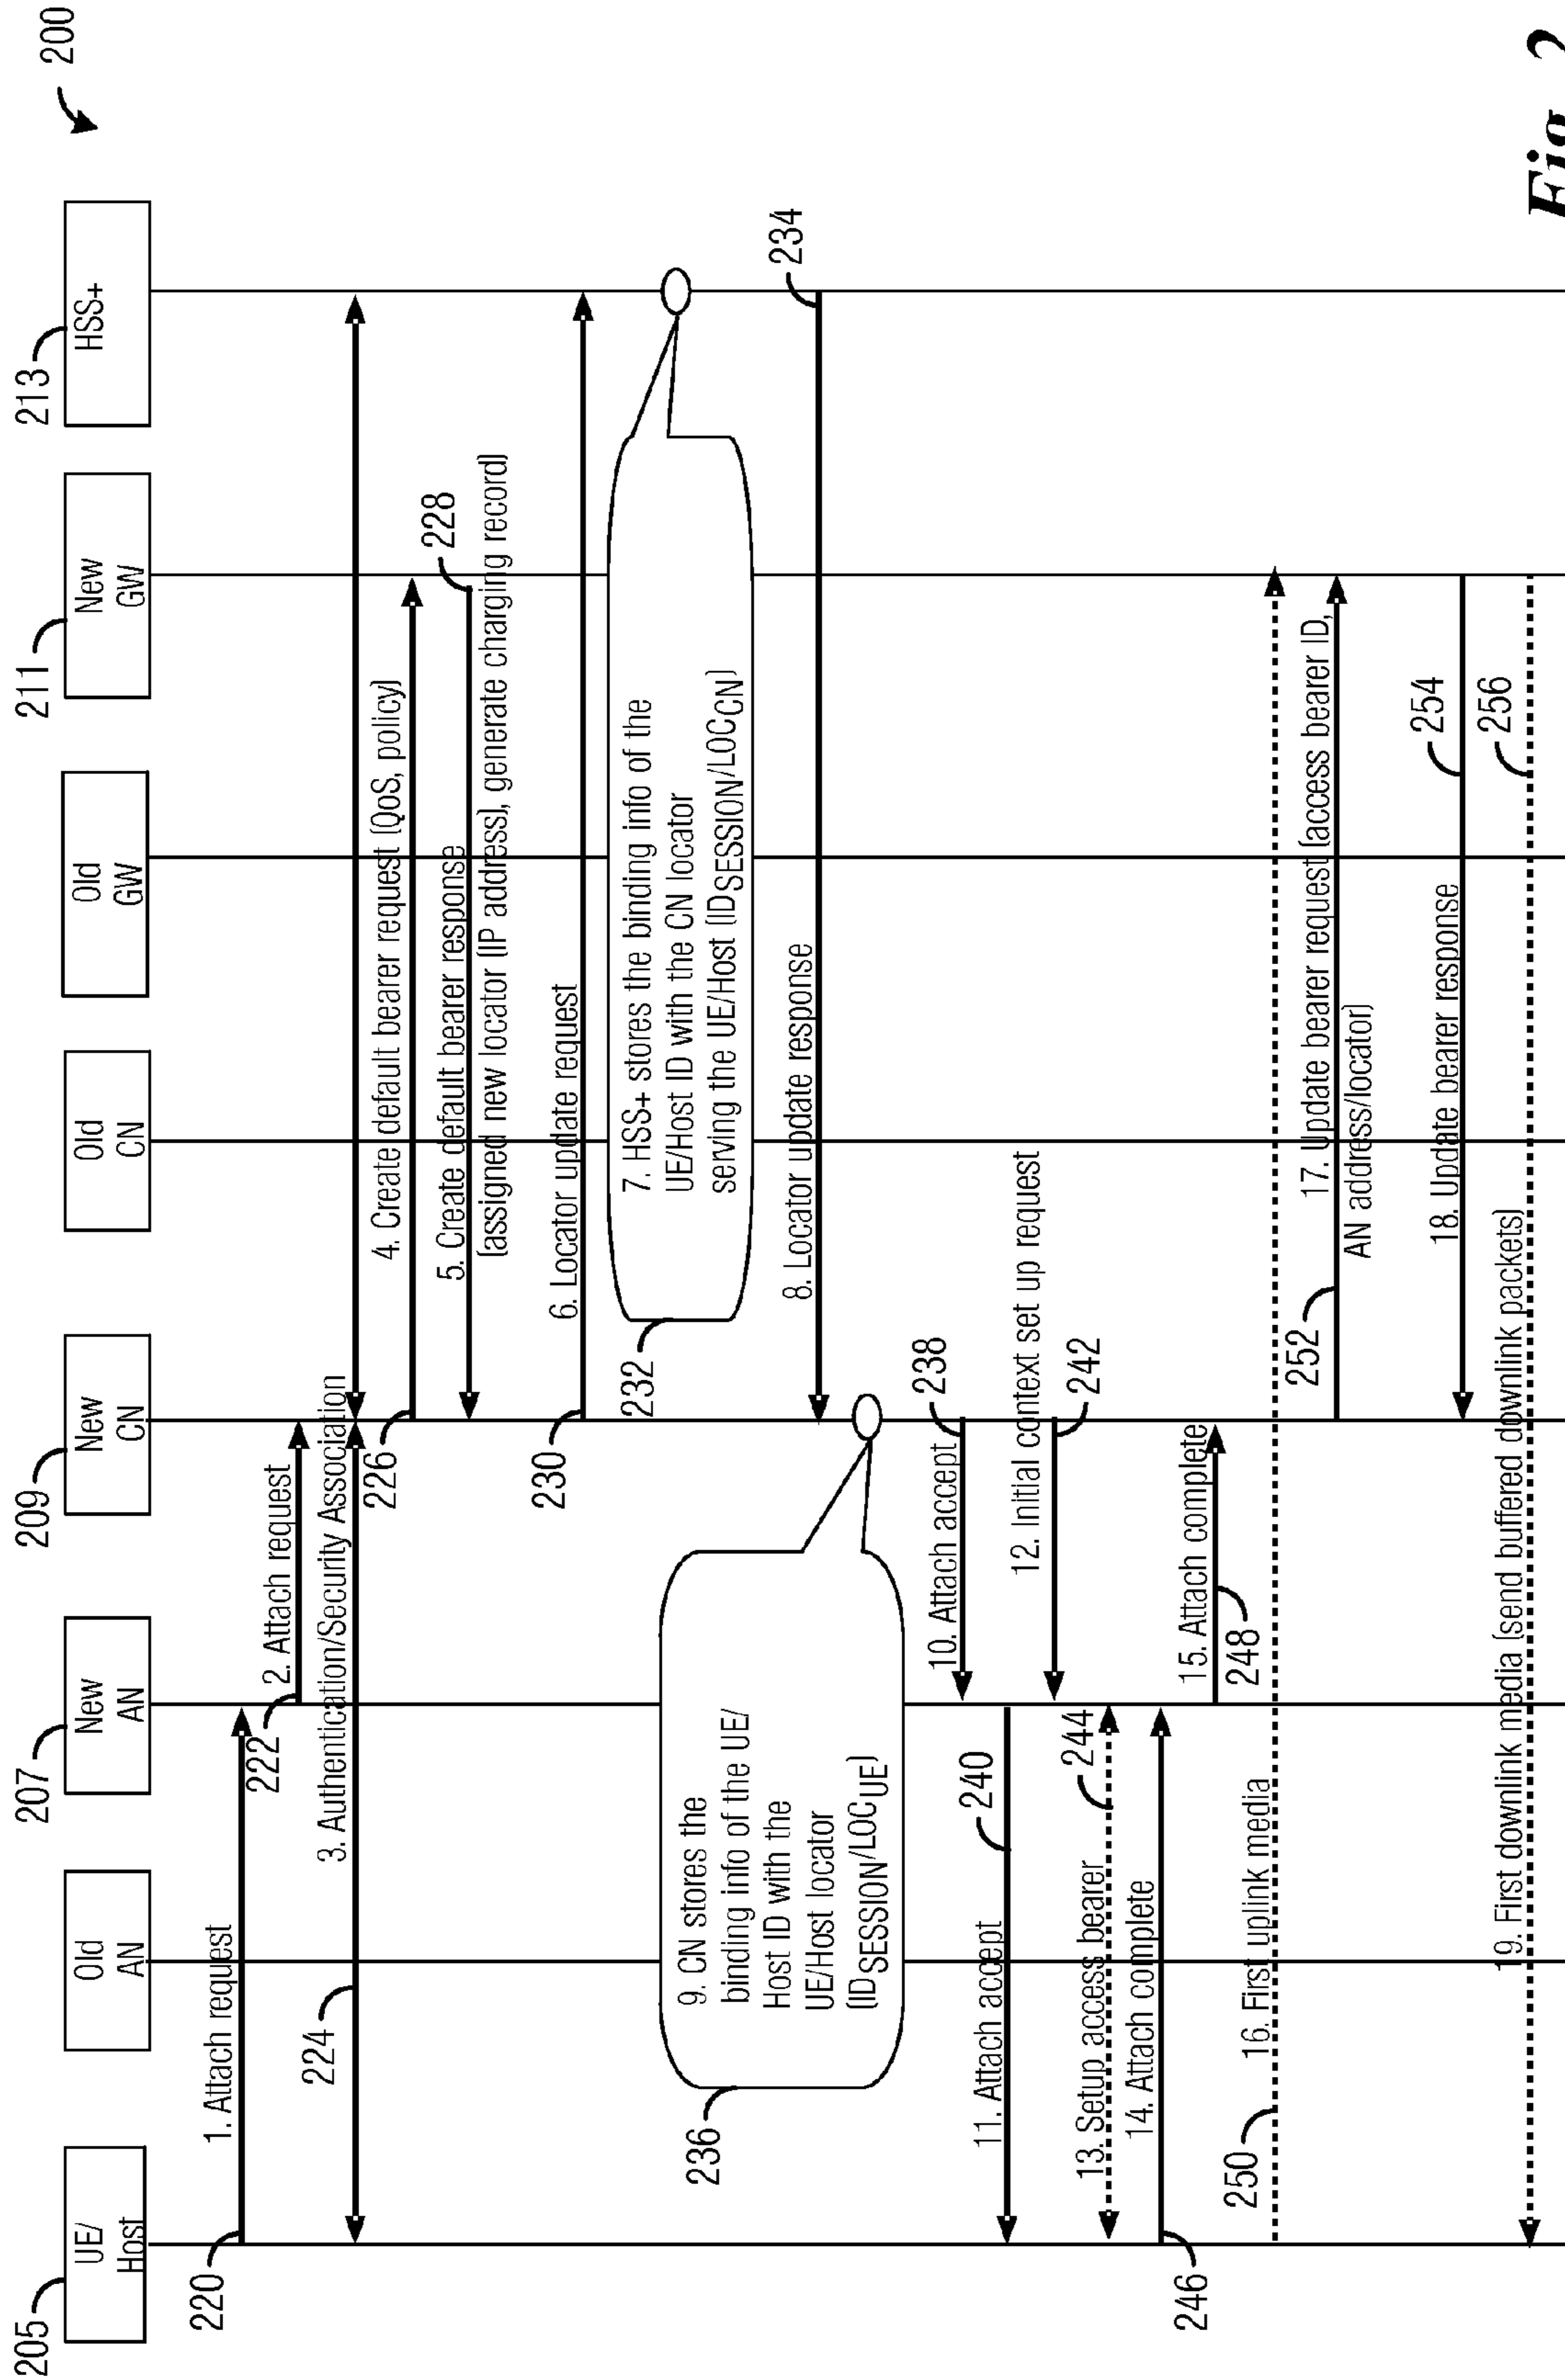 200
205
UE/
Host
Old
AN
207
New
AN
209
New
CN
Old
CN
Old
GW
211
New
GW
213
HSS+
220
1. Attach request
222
2. Attach request
224
3. Authentication/Security Association
226
4. Create default bearer request (QoS, policy)
228
5. Create default bearer response
(assigned new locator (IP address), generate charging record)
230
6. Locator update request
232
7. HSS+ stores the binding info of the
UE/Host ID with the CN locator
serving the UE/Host (IDSESSION/LOCCN)
234
8. Locator update response
236
9. CN stores the
binding info of the UE/
Host ID with the
UE/Host locator
(IDSESSION/LOCUE)
238
10. Attach accept
240
11. Attach accept
12. Initial context set up request
242
13. Setup access bearer
244
14. Attach complete
246
15. Attach complete
248
250
16. First uplink media
252
17. Update bearer request (access bearer ID,
AN address/locator)
254
18. Update bearer response
256
19. First downlink media (send buffered downlink packets)
Fig. 2